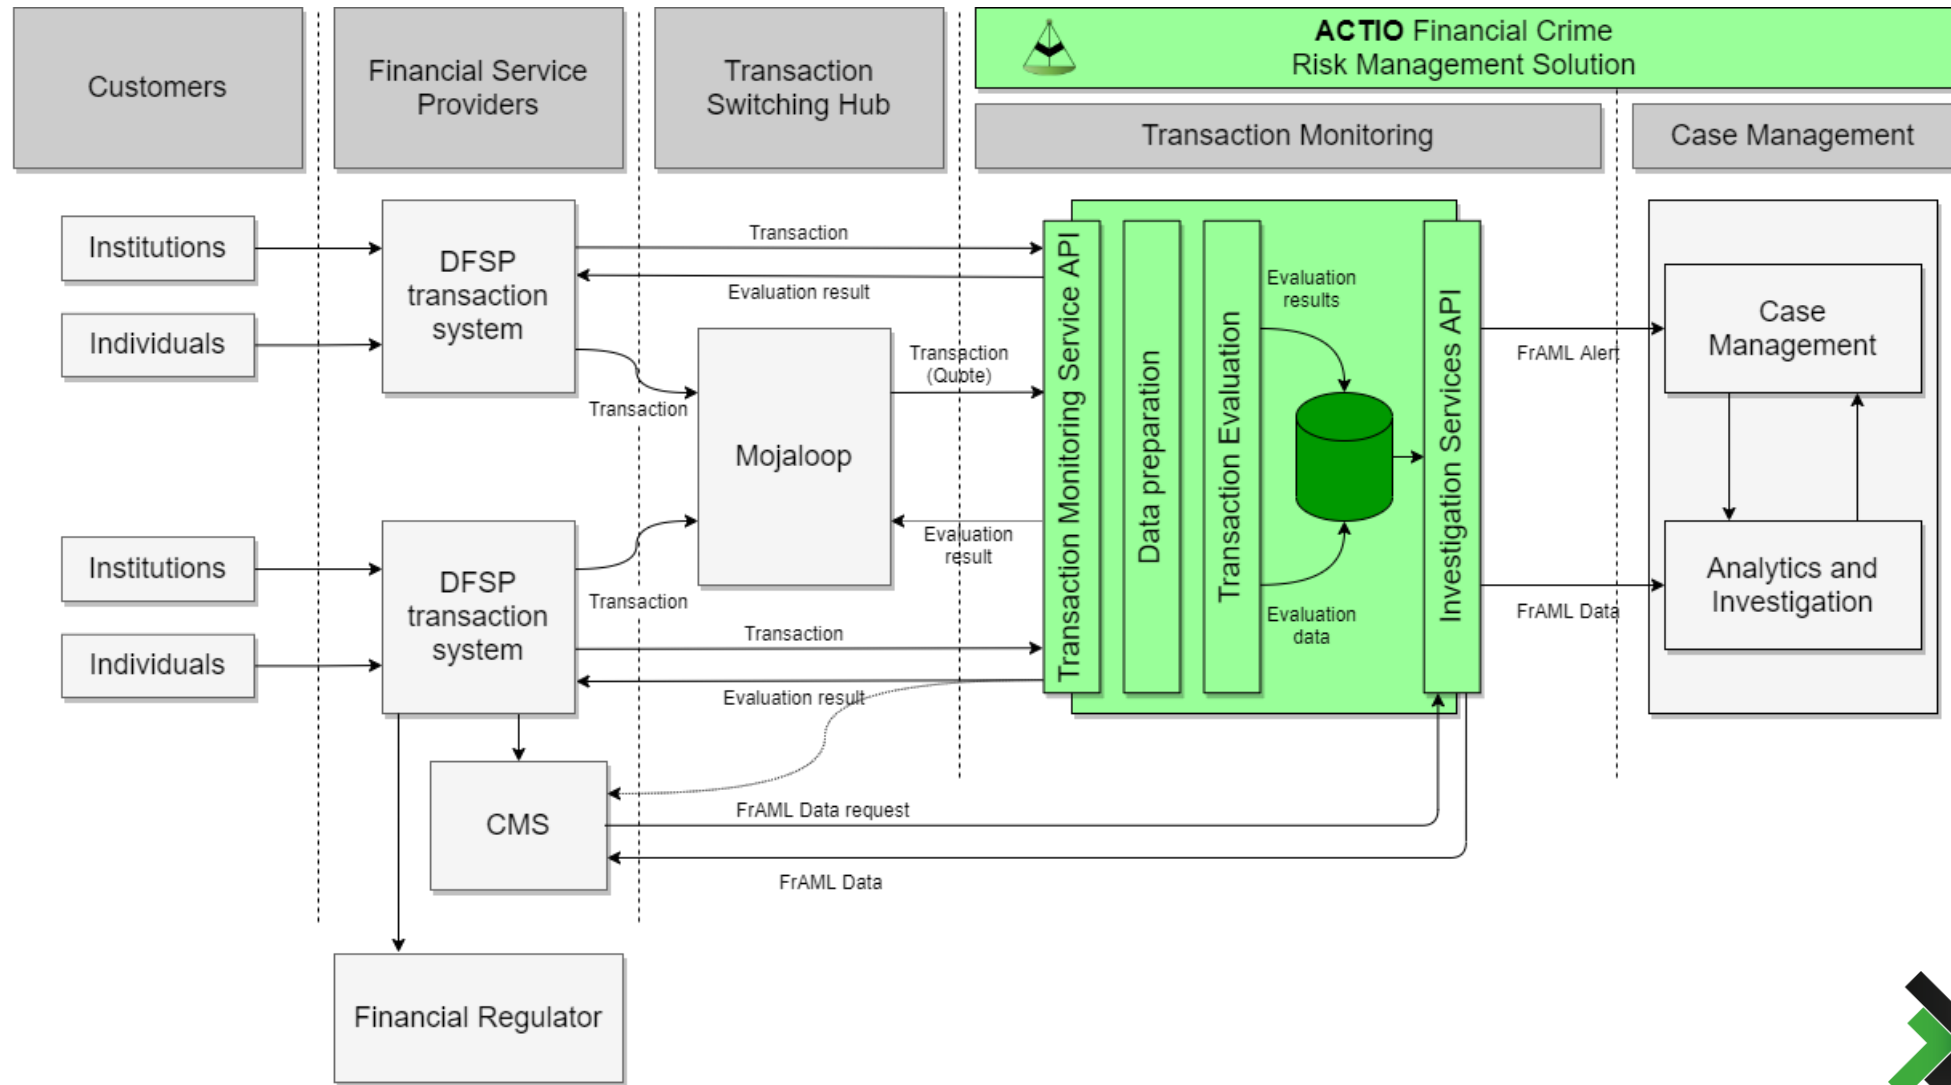 Customers
Financial Service
Providers
Transaction
Switching Hub
ACTIO Financial Crime
Risk Management Solution
Transaction Monitoring
Case Management
Institutions
Individuals
DFSP
transaction
system
Transaction
Evaluation result
Transaction
Mojaloop
Transaction
(Quote)
Evaluation
result
Institutions
Individuals
DFSP
transaction
system
Transaction
Transaction
Evaluation result
Transaction Monitoring Service API
Data preparation
Transaction Evaluation
Evaluation
results
Evaluation
data
Investigation Services API
FrAML Alert
FrAML Data
Case
Management
Analytics and
Investigation
CMS
FrAML Data request
FrAML Data
Financial Regulator